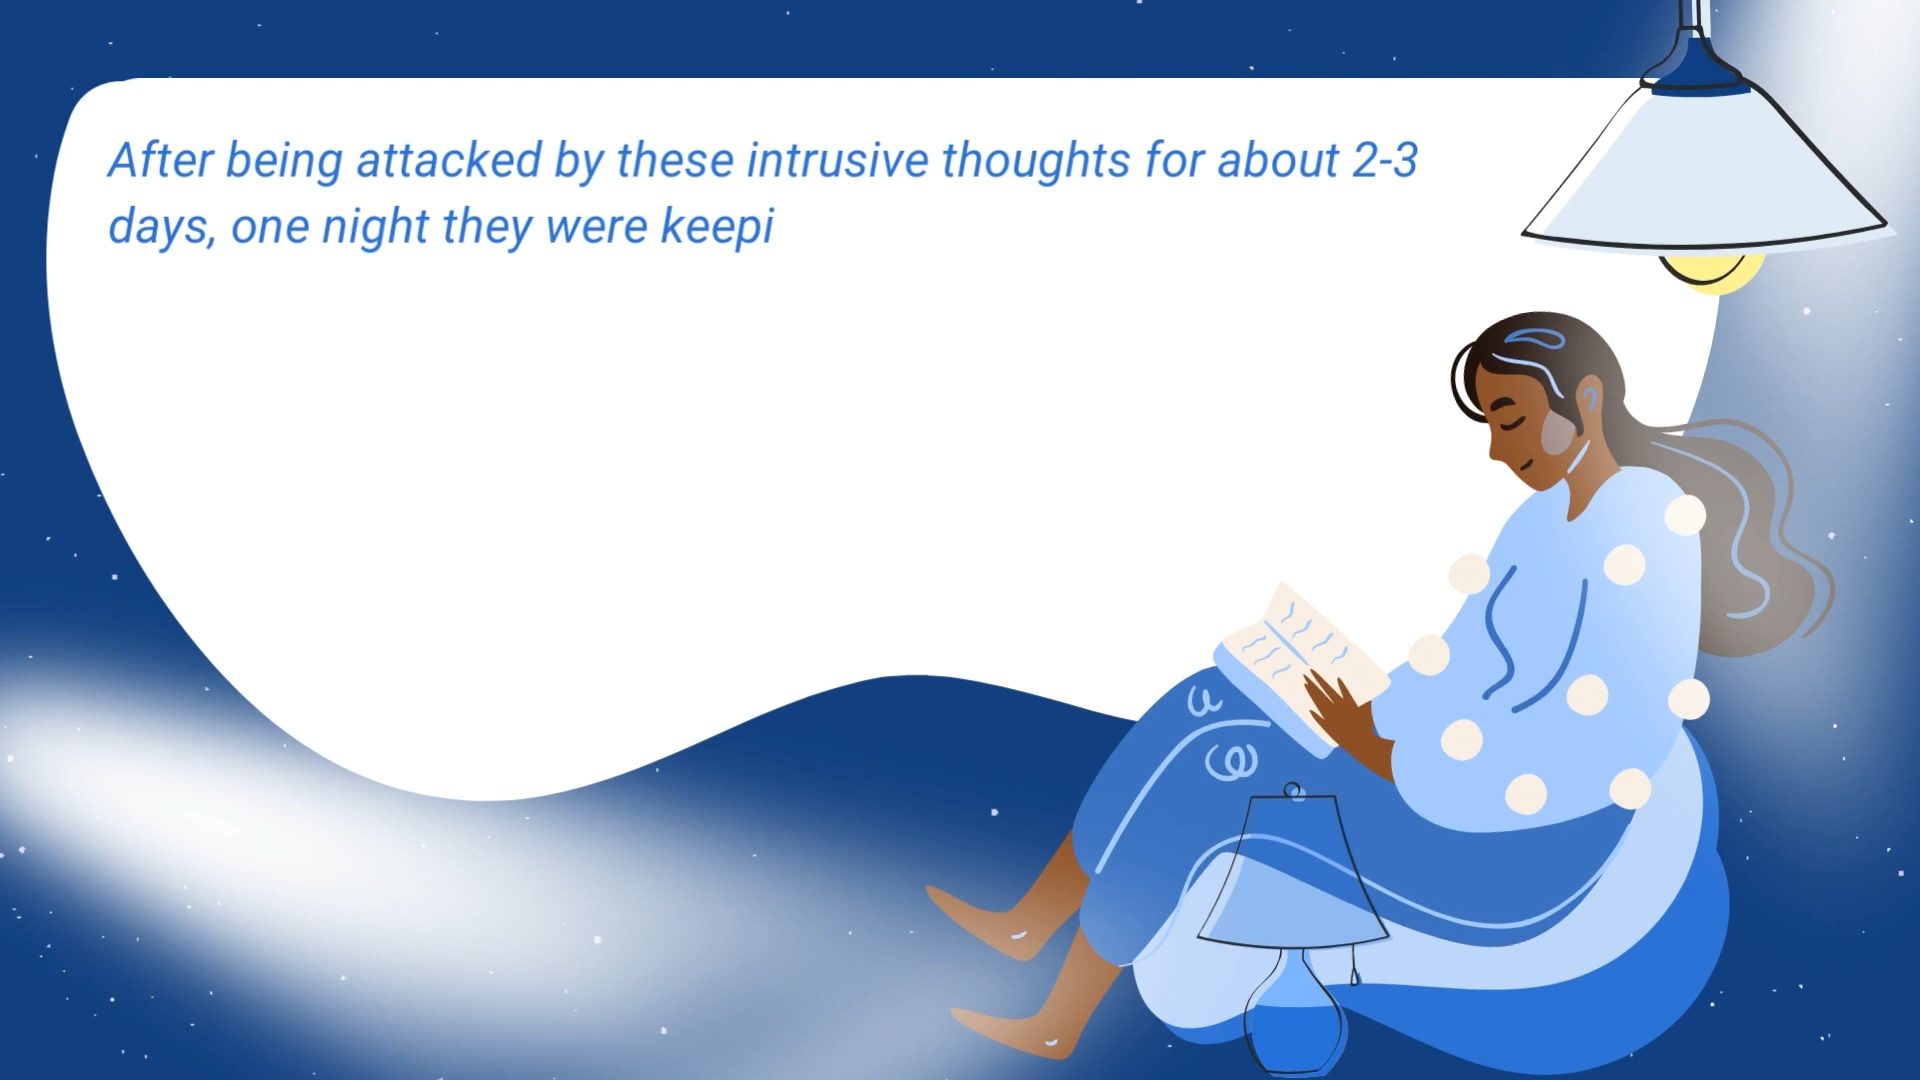 After being attacked by these intrusive thoughts for about 2-3
days, one night they were keepi